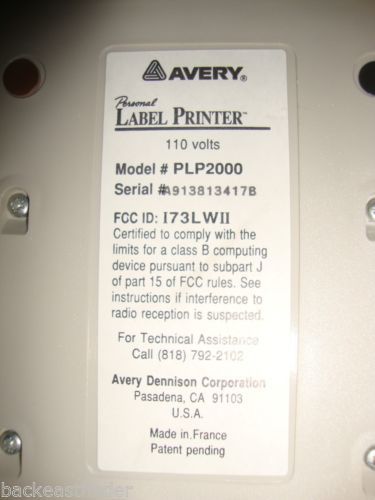 AVERY®
Personal
LABEL PRINTER™
110 volts
Model # PLP2000
Serial #A913813417B
FCC ID: I73LWII
Certified to comply with the
limits for a class B computing
device pursuant to subpart J
of part 15 of FCC rules. See
instructions if interference to
radio reception is suspected.
For Technical Assistance
Call (818) 792-2102
Avery Dennison Corporation
Pasadena, CA 91103
U.S.A.
Made in France
Patent pending
backeastfinder